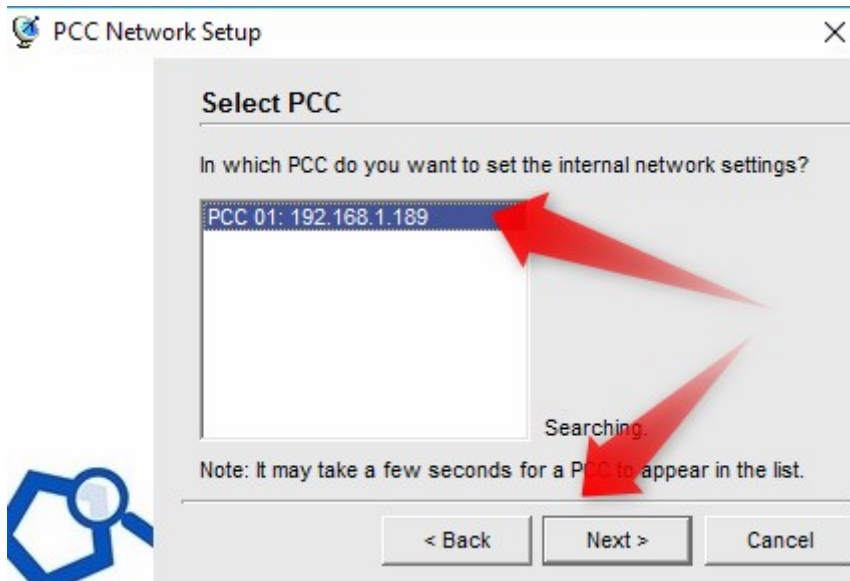 PCC Network Setup
Select PCC
In which PCC do you want to set the internal network settings?
PCC 01: 192.168.1.189
Searching.
Note: It may take a few seconds for a PCC to appear in the list.
< Back
Next >
Cancel